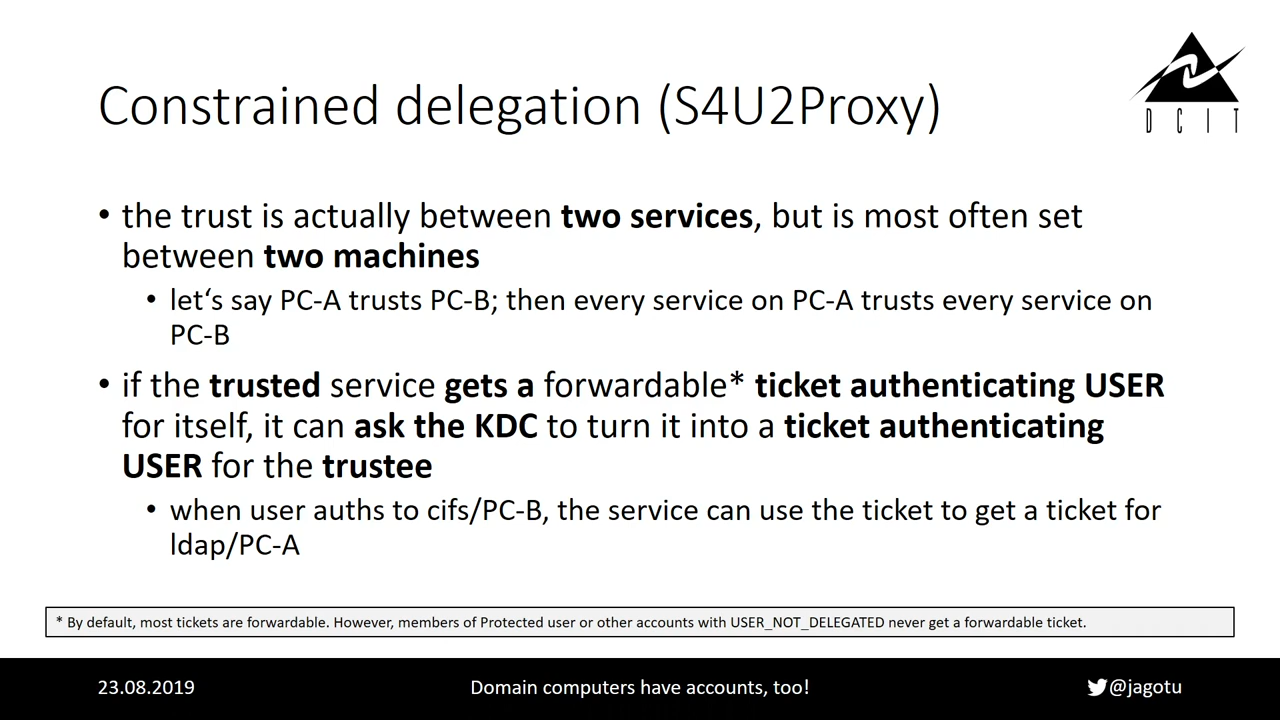 DCIT
Constrained delegation (S4U2Proxy)
• the trust is actually between two services, but is most often set
between two machines
• let‘s say PC-A trusts PC-B; then every service on PC-A trusts every service on
PC-B
• if the trusted service gets a forwardable* ticket authenticating USER
for itself, it can ask the KDC to turn it into a ticket authenticating
USER for the trustee
• when user auths to cifs/PC-B, the service can use the ticket to get a ticket for
ldap/PC-A
* By default, most tickets are forwardable. However, members of Protected user or other accounts with USER_NOT_DELEGATED never get a forwardable ticket.
23.08.2019
Domain computers have accounts, too!
@jagotu